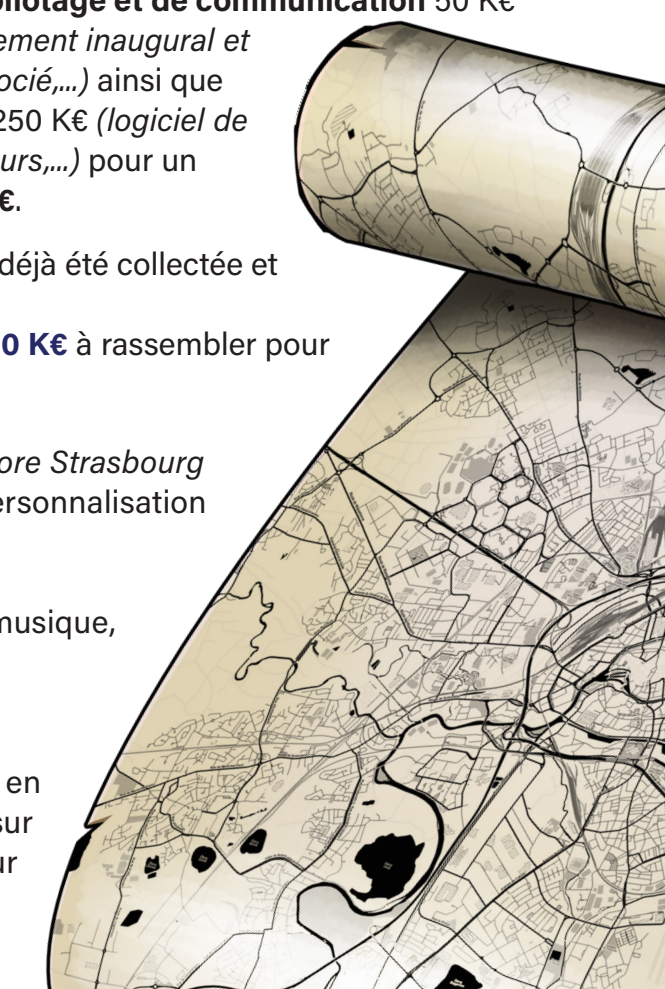 pilotage et de communication 50 K€
ement inaugural et
ocié,...) ainsi que
250 K€ (logiciel de
urs,...) pour un
€.
déjà été collectée et
0 K€ à rassembler pour
ore Strasbourg
ersonnalisation
musique,
en
sur
ur